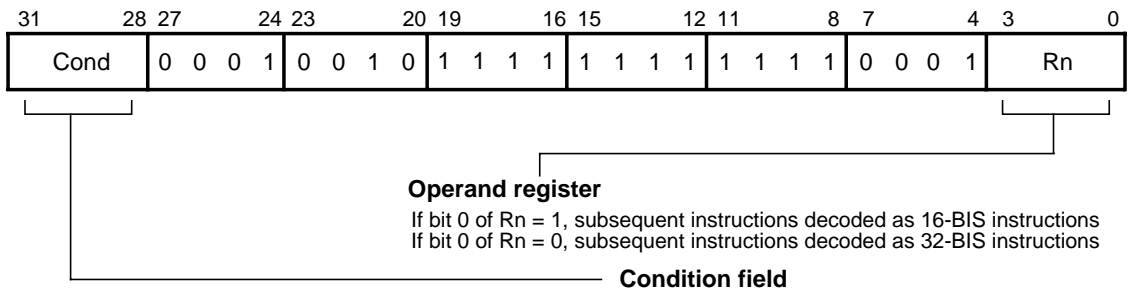 31 28 27 24 23 20 19 16 15 12 11 8 7 4 3 0
Cond 0 0 0 1 0 0 1 0 1 1 1 1 1 1 1 1 1 1 1 1 0 0 0 1 Rn
Operand register
If bit 0 of Rn = 1, subsequent instructions decoded as 16-BIS instructions
If bit 0 of Rn = 0, subsequent instructions decoded as 32-BIS instructions
Condition field